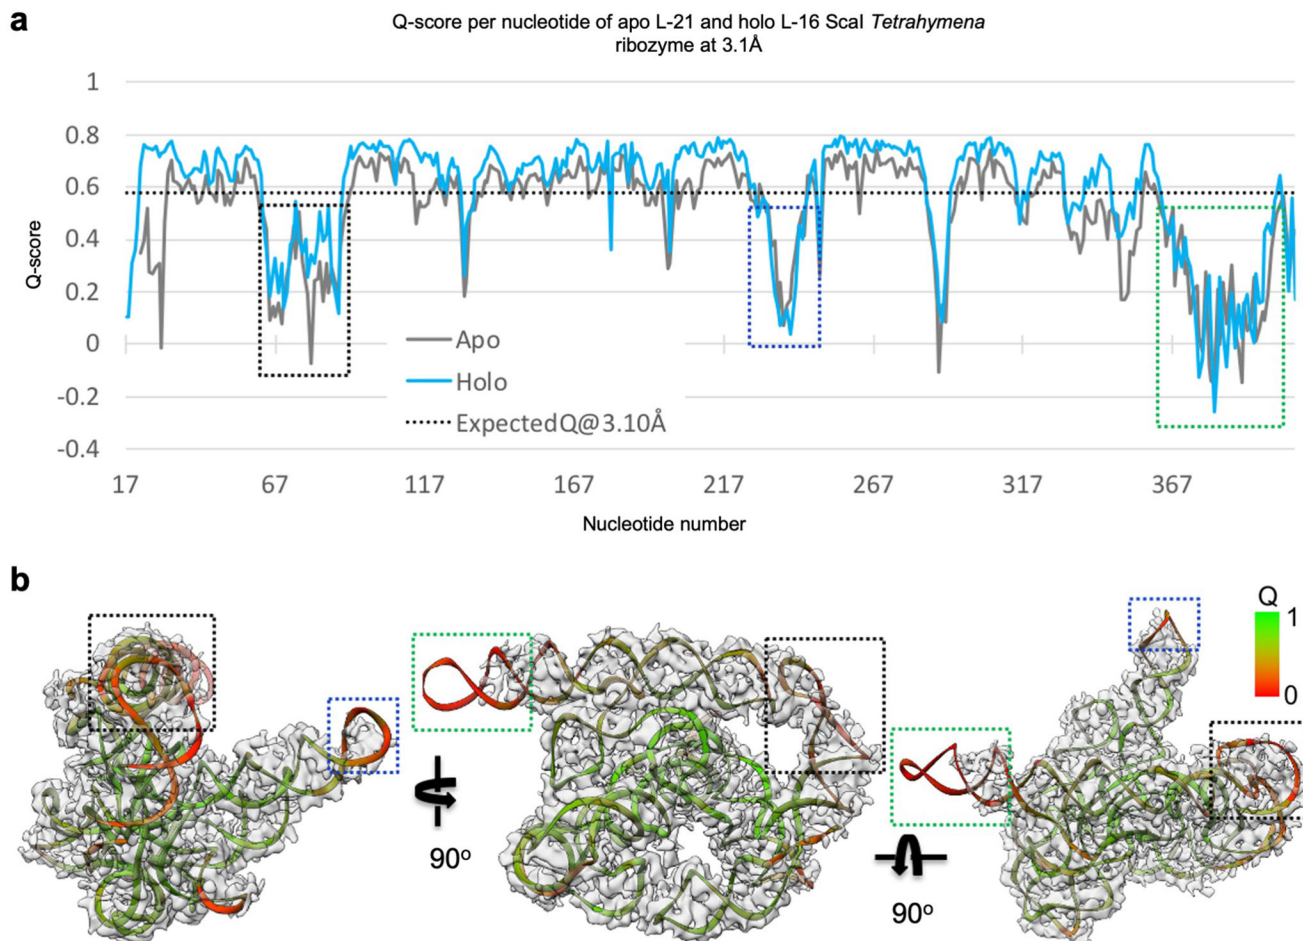 a
Q-score per nucleotide of apo L-21 and holo L-16 ScaI Tetrahymena
ribozyme at 3.1Å
Q-score
1
0.8
0.6
0.4
0.2
0
-0.2
-0.4
Apo
Holo
ExpectedQ@3.10Å
17 67 117 167 217 267 317 367
Nucleotide number
b
Q
1
0
90º
90º